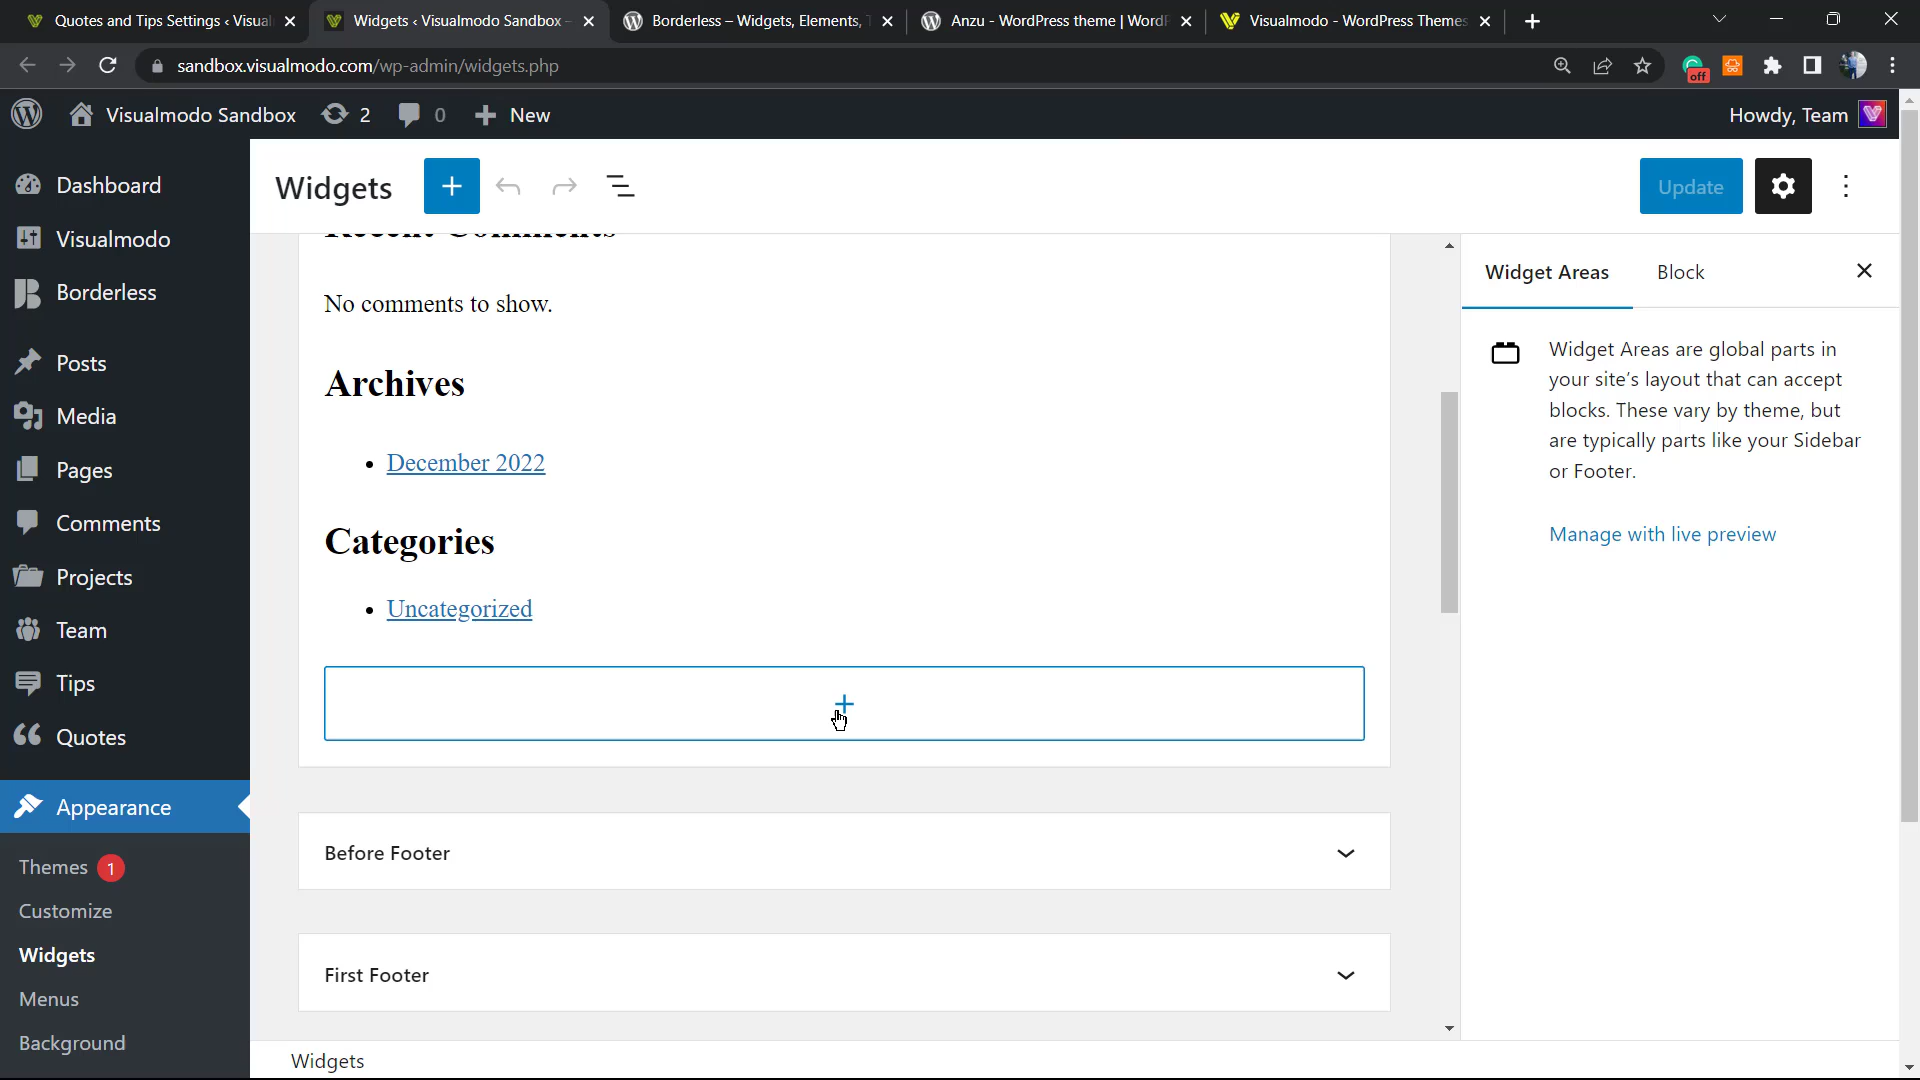 Quotes and Tips Settings ‹ Visual
Widgets ‹ Visualmodo Sandbox –
Borderless – Widgets, Elements, T
Anzu - WordPress theme | WordP
Visualmodo - WordPress Themes
sandbox.visualmodo.com/wp-admin/widgets.php
off
Visualmodo Sandbox
2
0
New
Howdy, Team
Dashboard
Visualmodo
Borderless
Posts
Media
Pages
Comments
Projects
Team
Tips
Quotes
Appearance
Themes 1
Customize
Widgets
Menus
Background
Widgets
Update
Recent Comments
No comments to show.
Archives
December 2022
Categories
Uncategorized
Before Footer
First Footer
Widgets
Widget Areas
Block
Widget Areas are global parts in
your site's layout that can accept
blocks. These vary by theme, but
are typically parts like your Sidebar
or Footer.
Manage with live preview